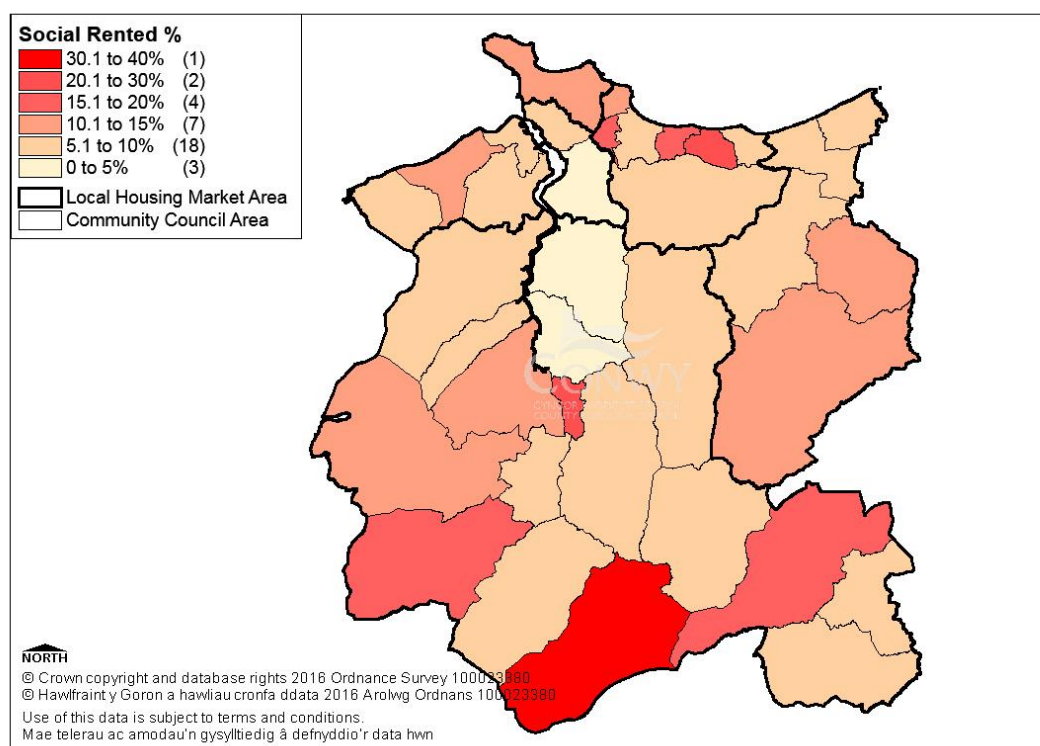 Social Rented %
30.1 to 40% (1)
20.1 to 30% (2)
15.1 to 20% (4)
10.1 to 15% (7)
5.1 to 10% (18)
0 to 5% (3)
Local Housing Market Area
Community Council Area
CONWY
NORTH
© Crown copyright and database rights 2016 Ordnance Survey 100023380
© Hawlfraint y Goron a hawliau cronfa ddata 2016 Arolwg Ordnans 100023380
Use of this data is subject to terms and conditions.
Mae telerau ac amodau'n gysylltiedig â defnyddio'r data hwn